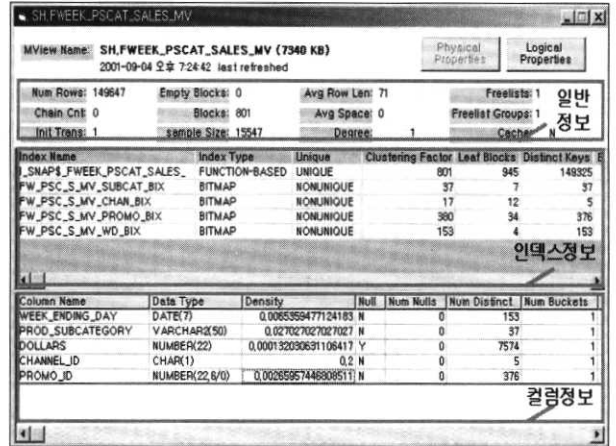 SH.FWEEK_PSCAT_SALES_MV
MView Name: SH.FWEEK_PSCAT_SALES_MV (7340 KB)
2001-09-04 오후 7:24:42 last refreshed
Physical Properties
Logical Properties
Num Rows: 149647 Empty Blocks: 0 Avg Row Len: 71 Freelists: 1
Chain Cnt: 0 Blocks: 801 Avg Space: 0 Freelist Groups: 1
Init Trans: 1 sample Size: 15547 Degree: 1 Cache: N
일반
정보
Index Name Index Type Unique Clustering Factor Leaf Blocks Distinct Keys B
I_SNAP$_FWEEK_PSCAT_SALES_ FUNCTION-BASED UNIQUE 801 945 149325
FW_PSC_S_MV_SUBCAT_BIX BITMAP NONUNIQUE 37 7 37
FW_PSC_S_MV_CHAN_BIX BITMAP NONUNIQUE 17 12 5
FW_PSC_S_MV_PROMO_BIX BITMAP NONUNIQUE 380 34 376
FW_PSC_S_MV_WD_BIX BITMAP NONUNIQUE 153 4 153
인덱스정보
Column Name Data Type Density Null Num Nulls Num Distinct Num Buckets
WEEK_ENDING_DAY DATE(7) 0,0065359477124183 N 0 153 1
PROD_SUBCATEGORY VARCHAR2(50) 0,027027027027027 N 0 37 1
DOLLARS NUMBER(22) 0,000132030631106417 Y 0 7574 1
CHANNEL_ID CHAR(1) 0,2 N 0 5 1
PROMO_ID NUMBER(22,6/0) 0,00265957446808511 N 0 376 1
컬럼정보